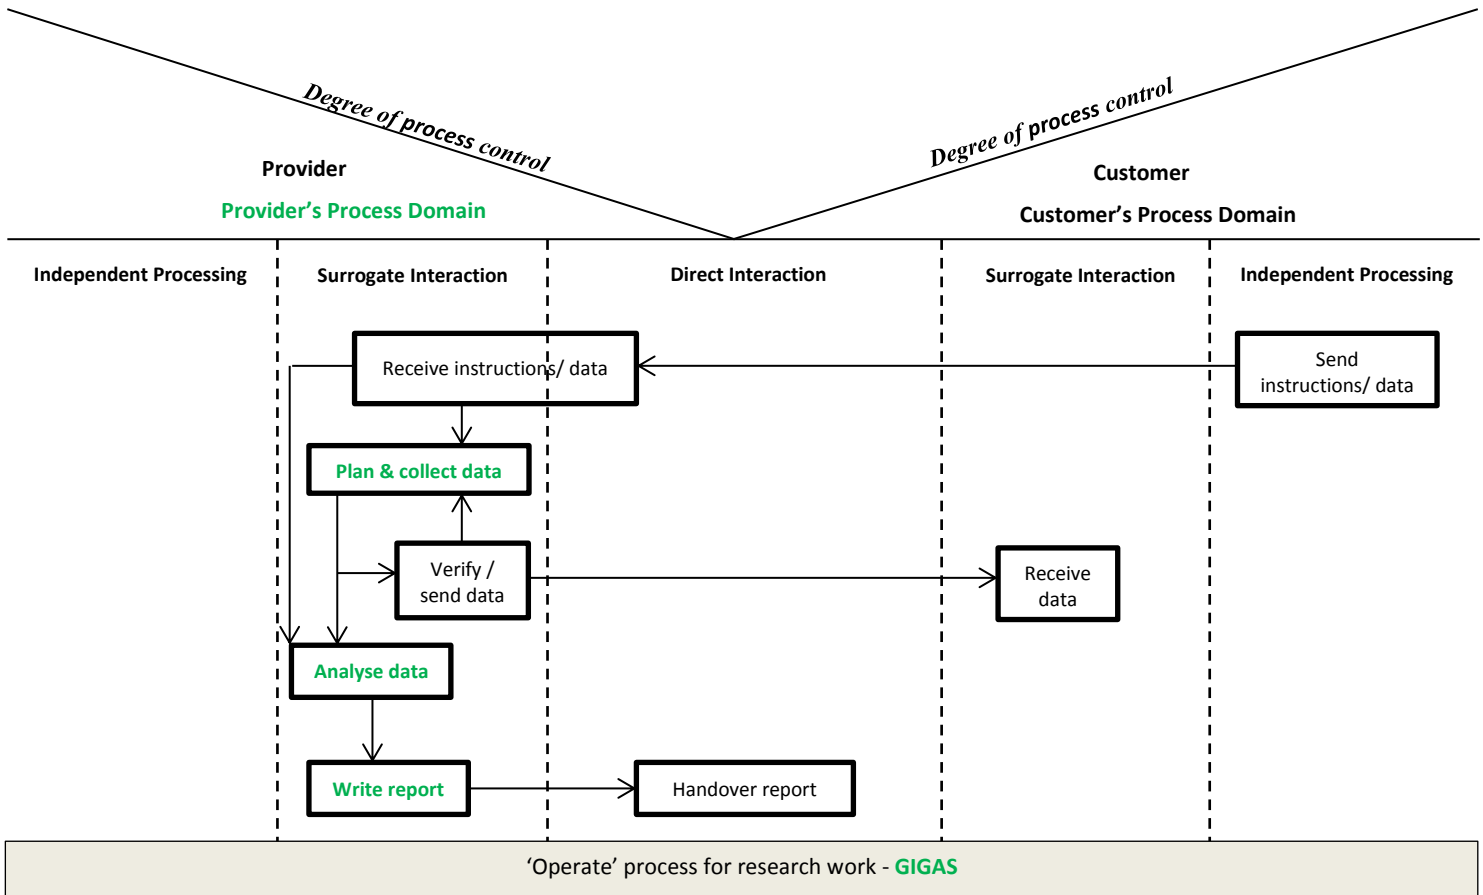 Degree of process control
Degree of process control
Provider
Customer
Provider’s Process Domain
Customer’s Process Domain
Independent Processing
Surrogate Interaction
Direct Interaction
Surrogate Interaction
Independent Processing
Receive instructions/ data
Send
instructions/ data
Plan & collect data
Verify /
send data
Receive
data
Analyse data
Write report
Handover report
‘Operate’ process for research work - GIGAS